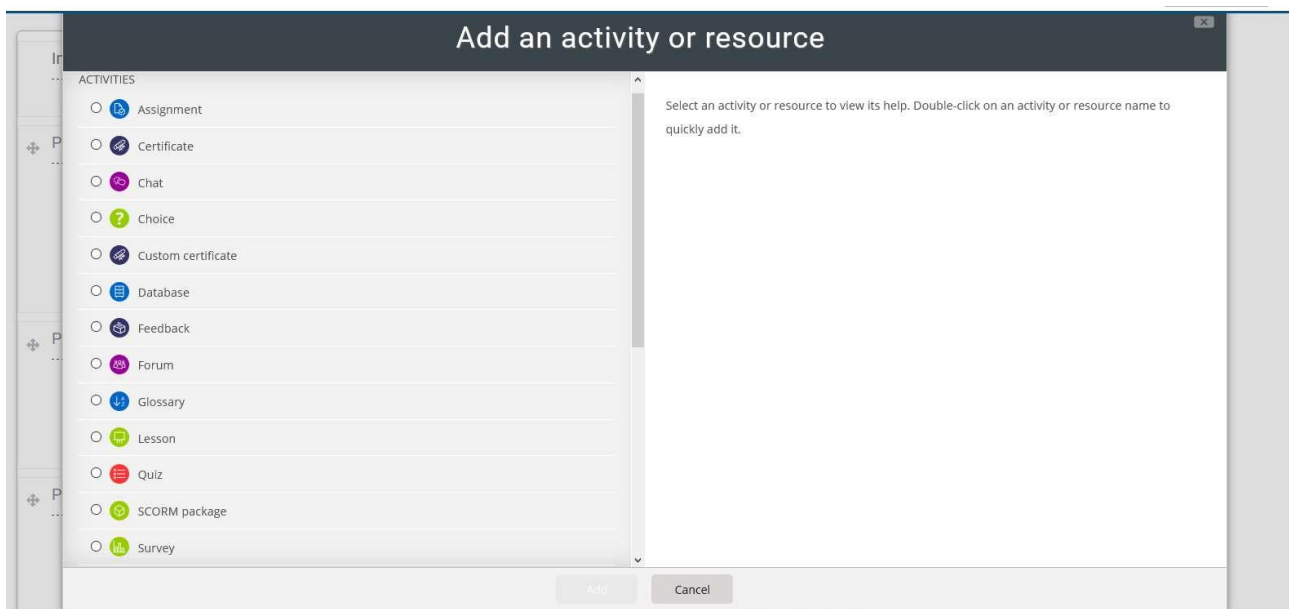 Add an activity or resource
ACTIVITIES
Assignment
Certificate
Chat
Choice
Custom certificate
Database
Feedback
Forum
Glossary
Lesson
Quiz
SCORM package
Survey
Select an activity or resource to view its help. Double-click on an activity or resource name to
quickly add it.
Add
Cancel
In
P
P
P